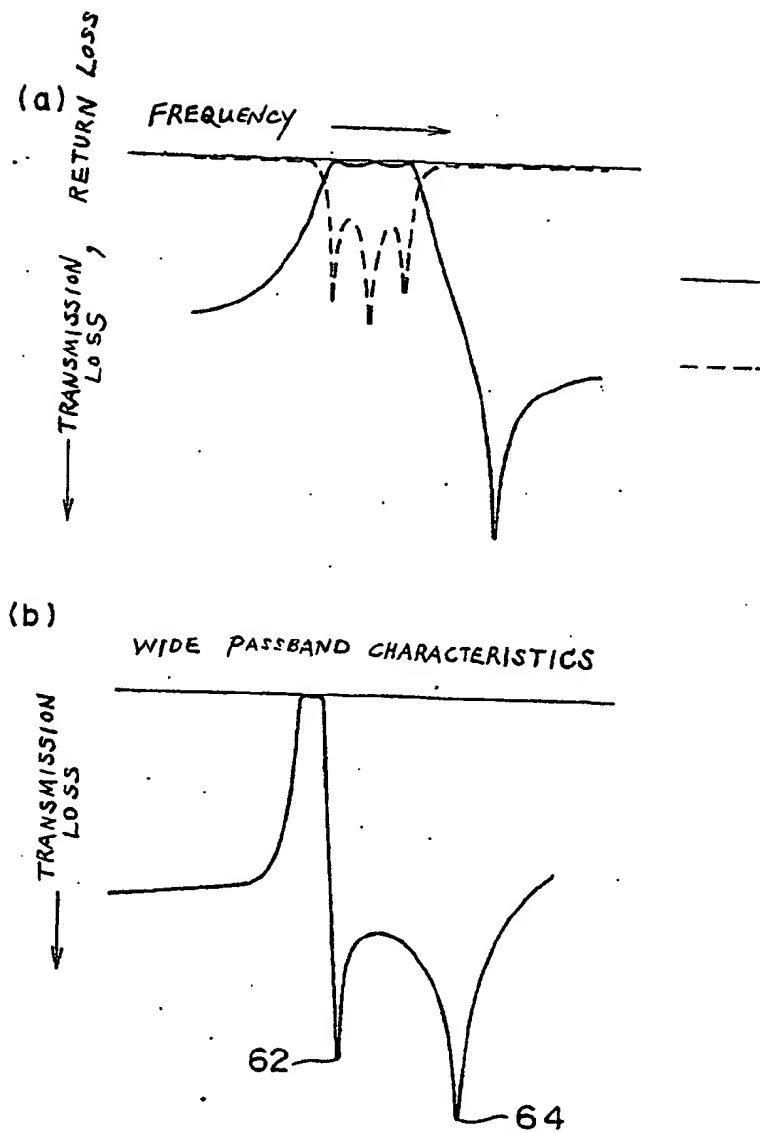 (a)
TRANSMISSION LOSS, RETURN LOSS
FREQUENCY
(b)
WIDE PASSBAND CHARACTERISTICS
TRANSMISSION
LOSS
62
64